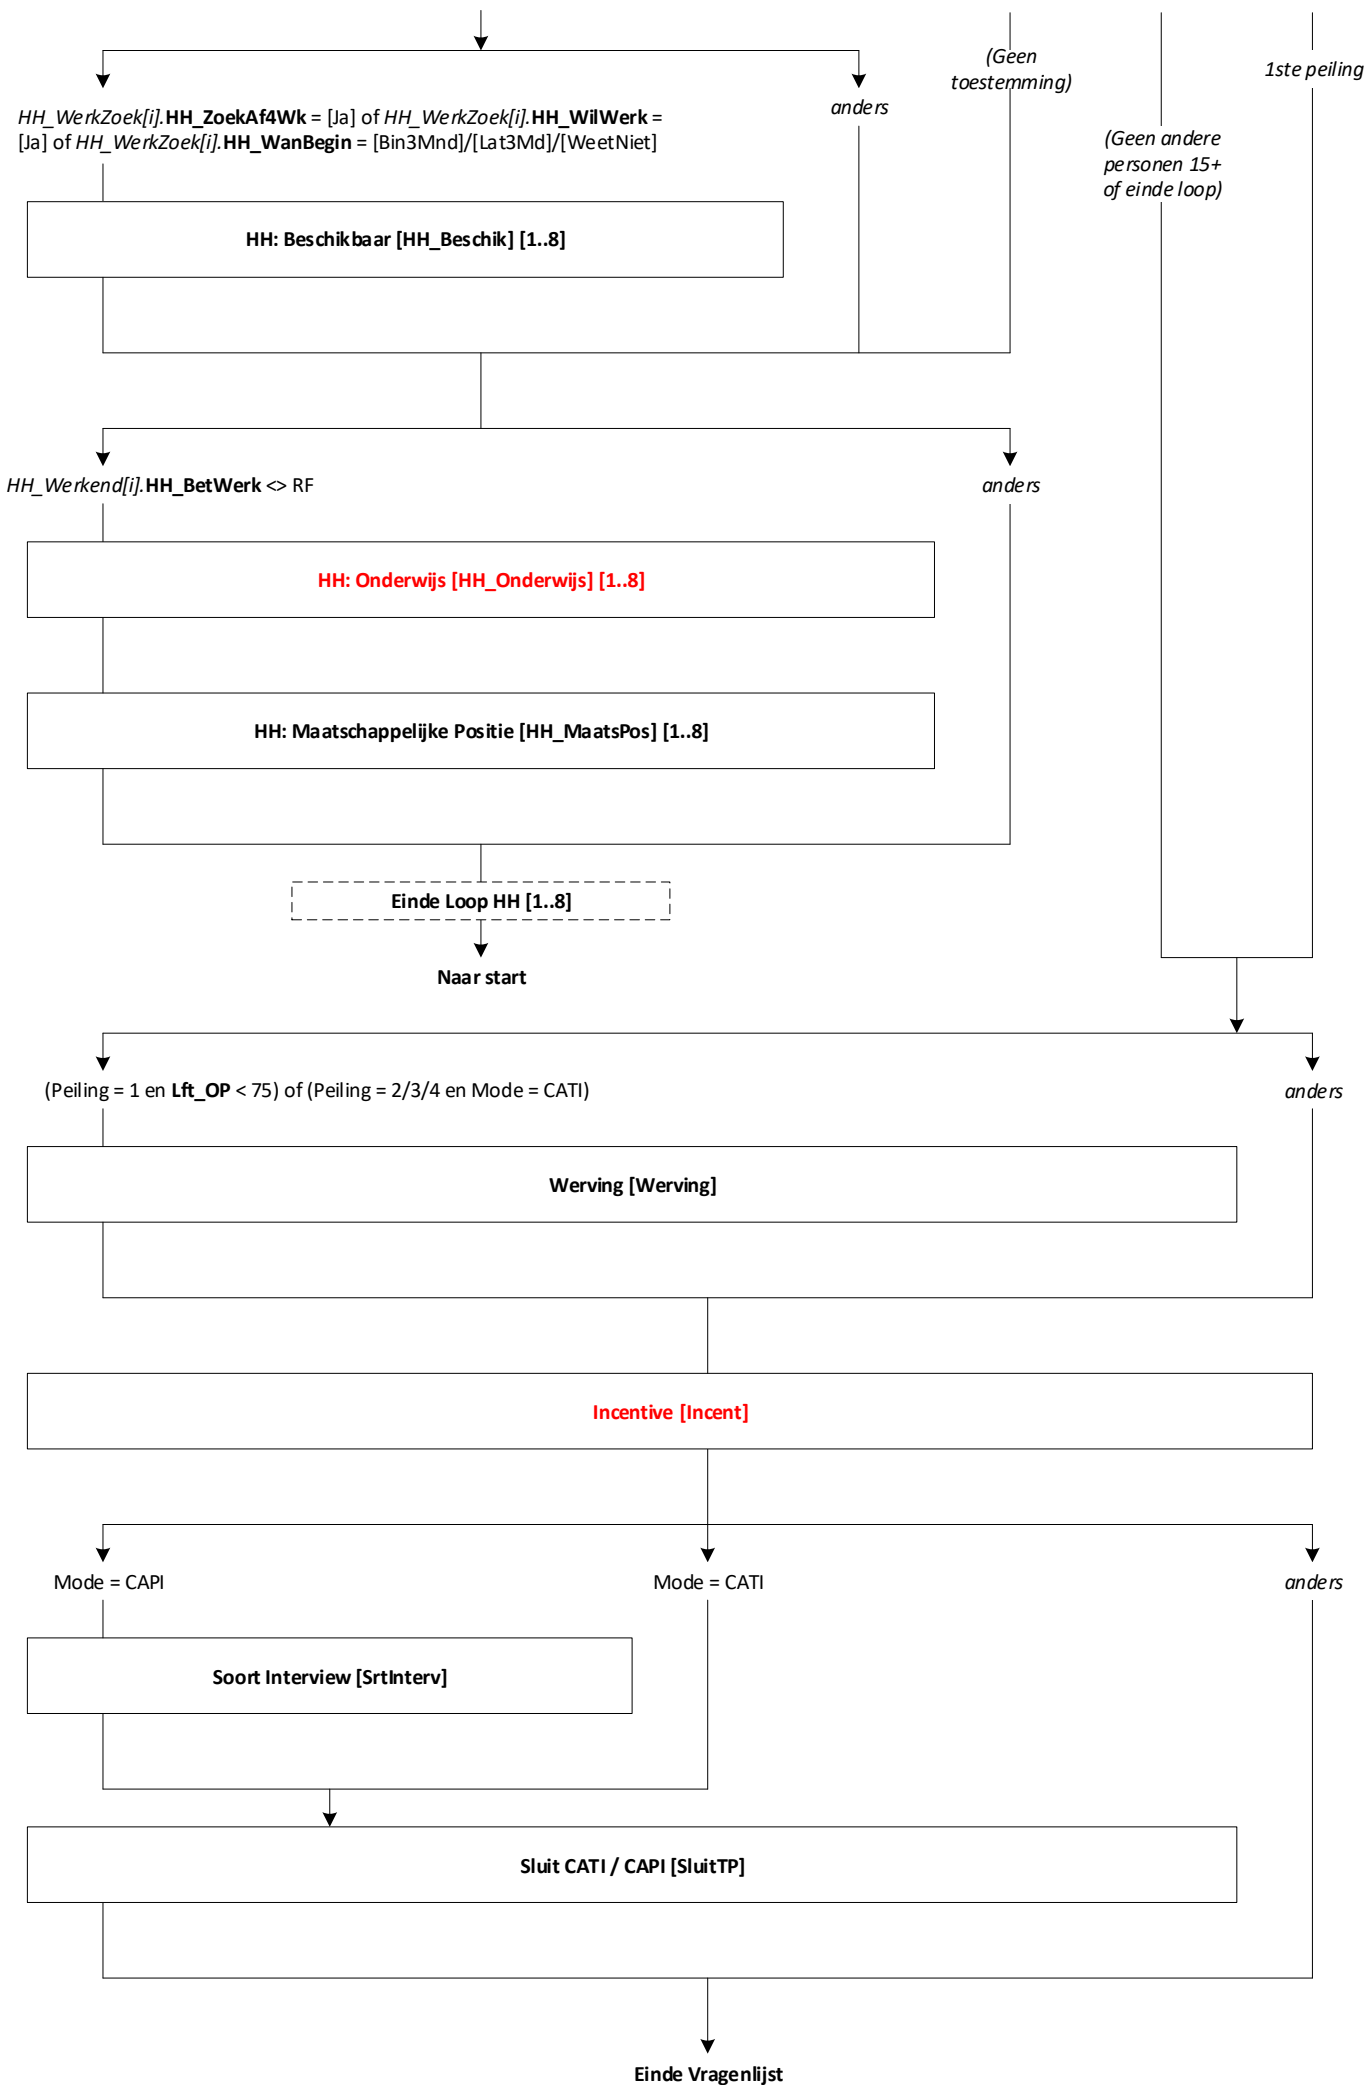 (Geen
toestemming)
1ste peiling
anders
HH_WerkZoek[i].HH_ZoekAf4Wk = [Ja] of HH_WerkZoek[i].HH_WilWerk =
[Ja] of HH_WerkZoek[i].HH_WanBegin = [Bin3Mnd]/[Lat3Md]/[WeetNiet]
(Geen andere
personen 15+
of einde loop)
HH: Beschikbaar [HH_Beschik] [1..8]
HH_Werkend[i].HH_BetWerk <> RF
anders
HH: Onderwijs [HH_Onderwijs] [1..8]
HH: Maatschappelijke Positie [HH_MaatsPos] [1..8]
Einde Loop HH [1..8]
Naar start
(Peiling = 1 en Lft_OP < 75) of (Peiling = 2/3/4 en Mode = CATI)
anders
Werving [Werving]
Incentive [Incent]
Mode = CAPI
Mode = CATI
anders
Soort Interview [SrtInterv]
Sluit CATI / CAPI [SluitTP]
Einde Vragenlijst